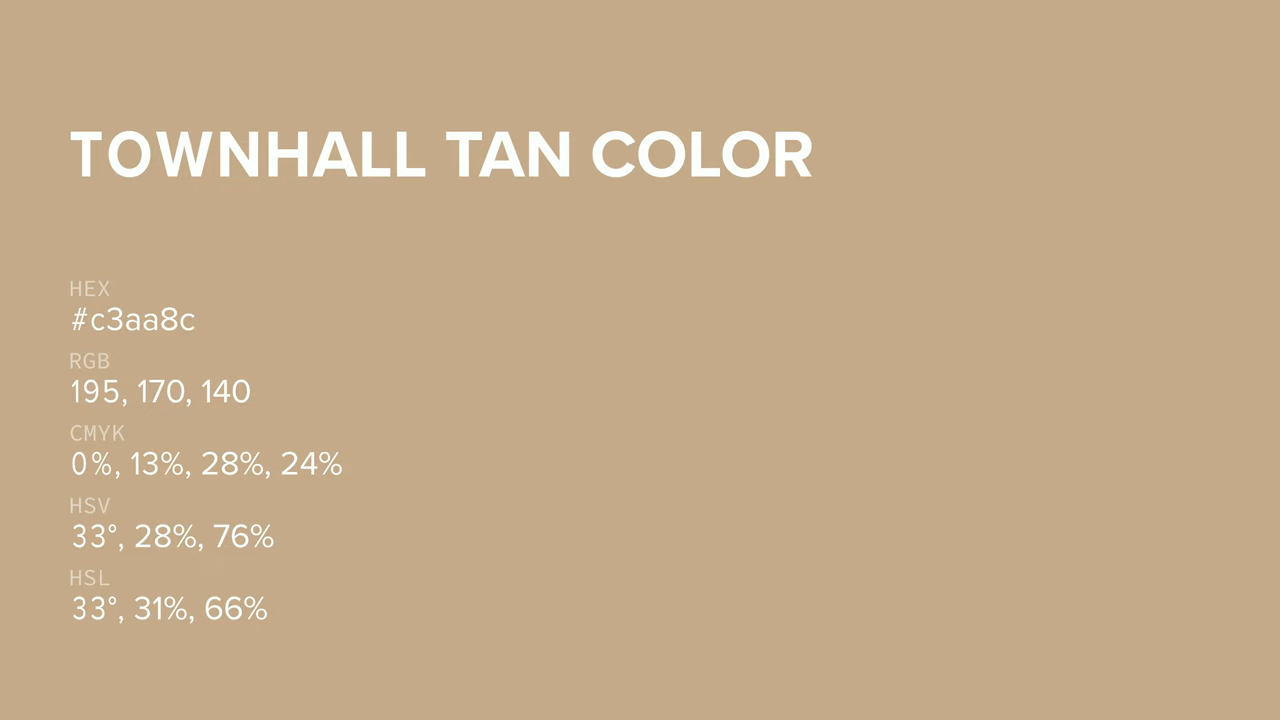 TOWNHALL TAN COLOR
HEX
#c3aa8c
RGB
195, 170, 140
CMYK
0%, 13%, 28%, 24%
HSV
33°, 28%, 76%
HSL
33°, 31%, 66%